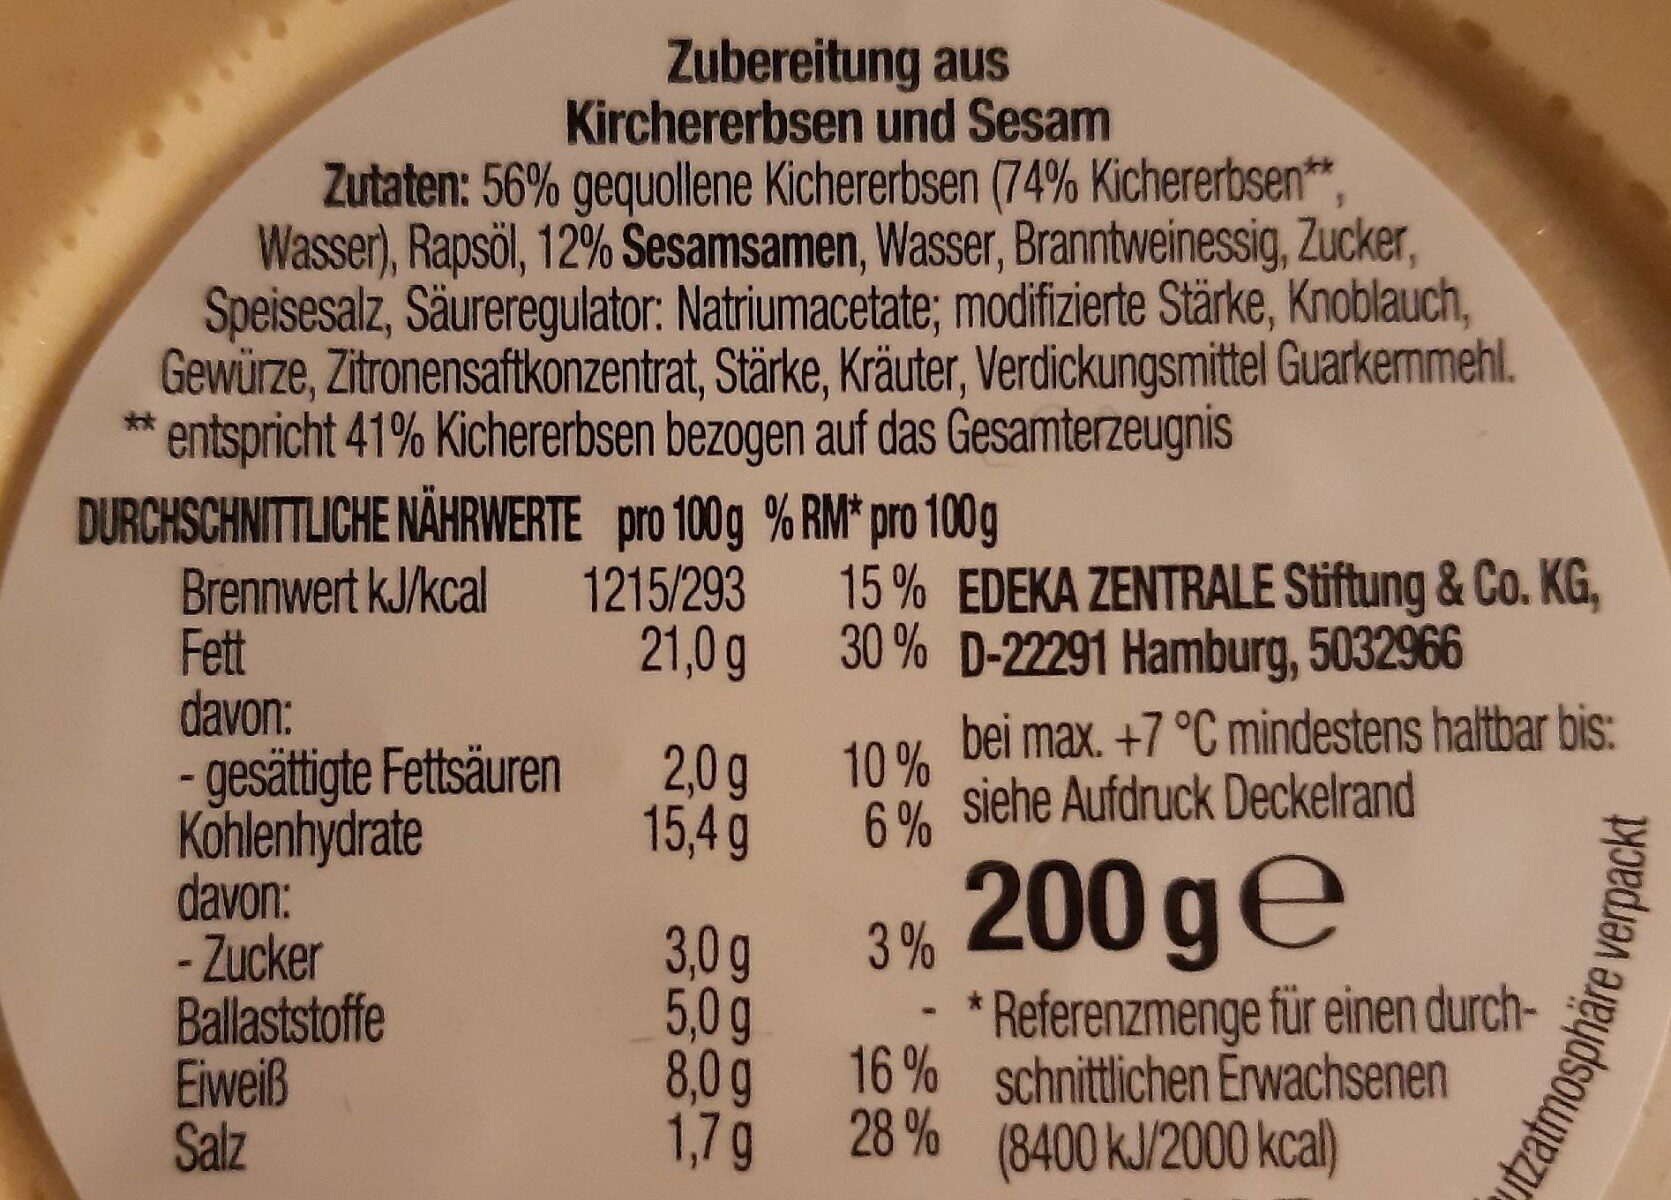 Zubereitung aus
Kirchererbsen und Sesam
Zutaten: 56% gequollene Kichererbsen (74% Kichererbsen**,
Wasser), Rapsöl, 12% Sesamsamen, Wasser, Branntweinessig, Zucker,
Speisesalz, Säureregulator: Natriumacetate; modifizierte Stärke, Knoblauch,
Gewürze, Zitronensaftkonzentrat, Stärke, Kräuter, Verdickungsmittel Guarkernmehl.
** entspricht 41% Kichererbsen bezogen auf das Gesamterzeugnis
DURCHSCHNITTLICHE NÄHRWERTE pro 100g % RM* pro 100g
Brennwert kJ/kcal 1215/293 15 %
Fett 21,0 g 30 %
davon:
- gesättigte Fettsäuren 2,0 g 10 %
Kohlenhydrate 15,4 g 6 %
davon:
- Zucker 3,0 g 3 %
Ballaststoffe 5,0 g -
Eiweiß 8,0 g 16 %
Salz 1,7 g 28 %
EDEKA ZENTRALE Stiftung & Co. KG,
D-22291 Hamburg, 5032966
bei max. +7 °C mindestens haltbar bis:
siehe Aufdruck Deckelrand
200 g e
* Referenzmenge für einen durch-
schnittlichen Erwachsenen
(8400 kJ/2000 kcal)
verpackt